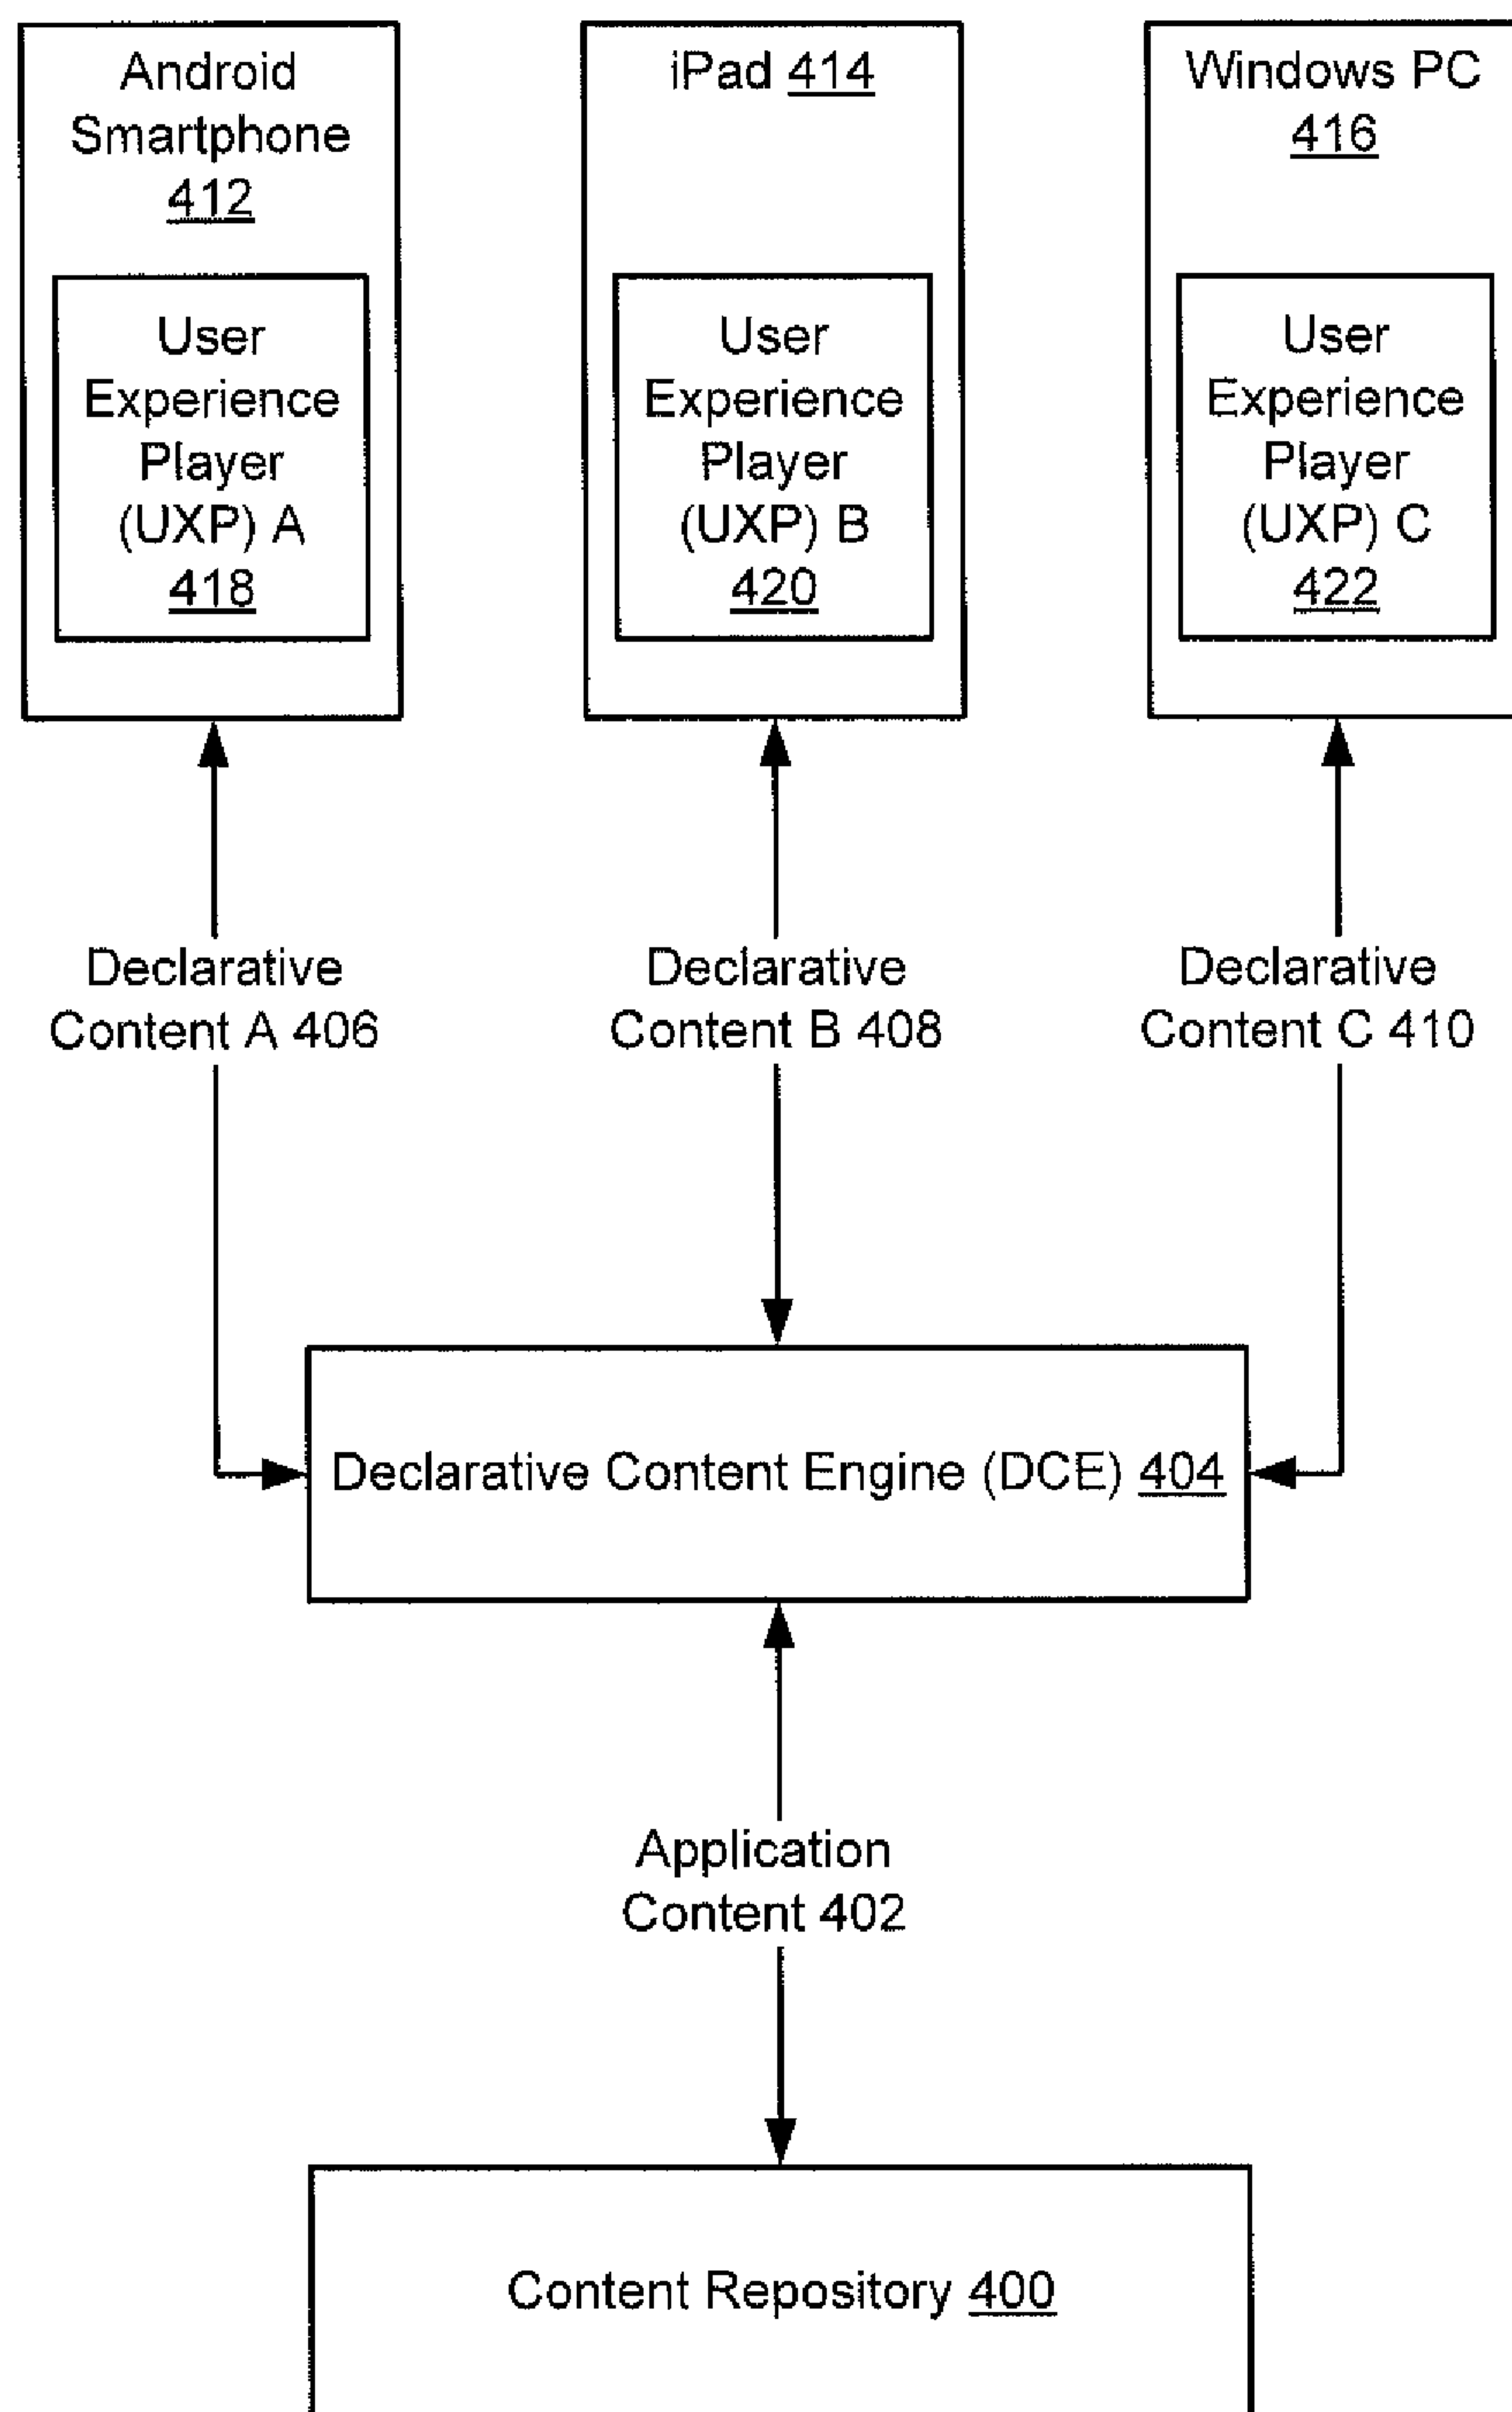 Android
Smartphone
412
User
Experience
Player
(UXP) A
418
iPad 414
User
Experience
Player
(UXP) B
420
Windows PC
416
User
Experience
Player
(UXP) C
422
Declarative
Content A 406
Declarative
Content B 408
Declarative
Content C 410
Declarative Content Engine (DCE) 404
Application
Content 402
Content Repository 400